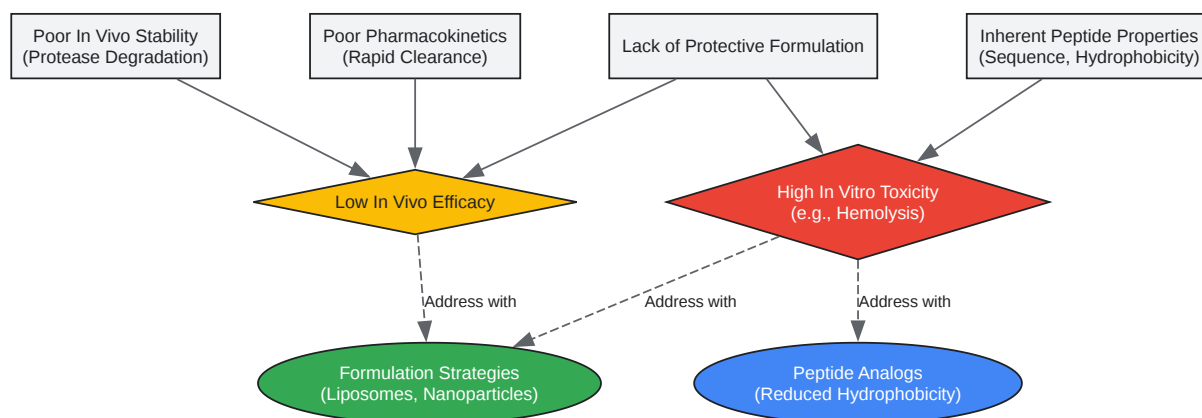 Poor In Vivo Stability
(Protease Degradation)
Poor Pharmacokinetics
(Rapid Clearance)
Lack of Protective Formulation
Inherent Peptide Properties
(Sequence, Hydrophobicity)
Low In Vivo Efficacy
High In Vitro Toxicity
(e.g., Hemolysis)
Address with
Address with
Address with
Formulation Strategies
(Liposomes, Nanoparticles)
Peptide Analogs
(Reduced Hydrophobicity)